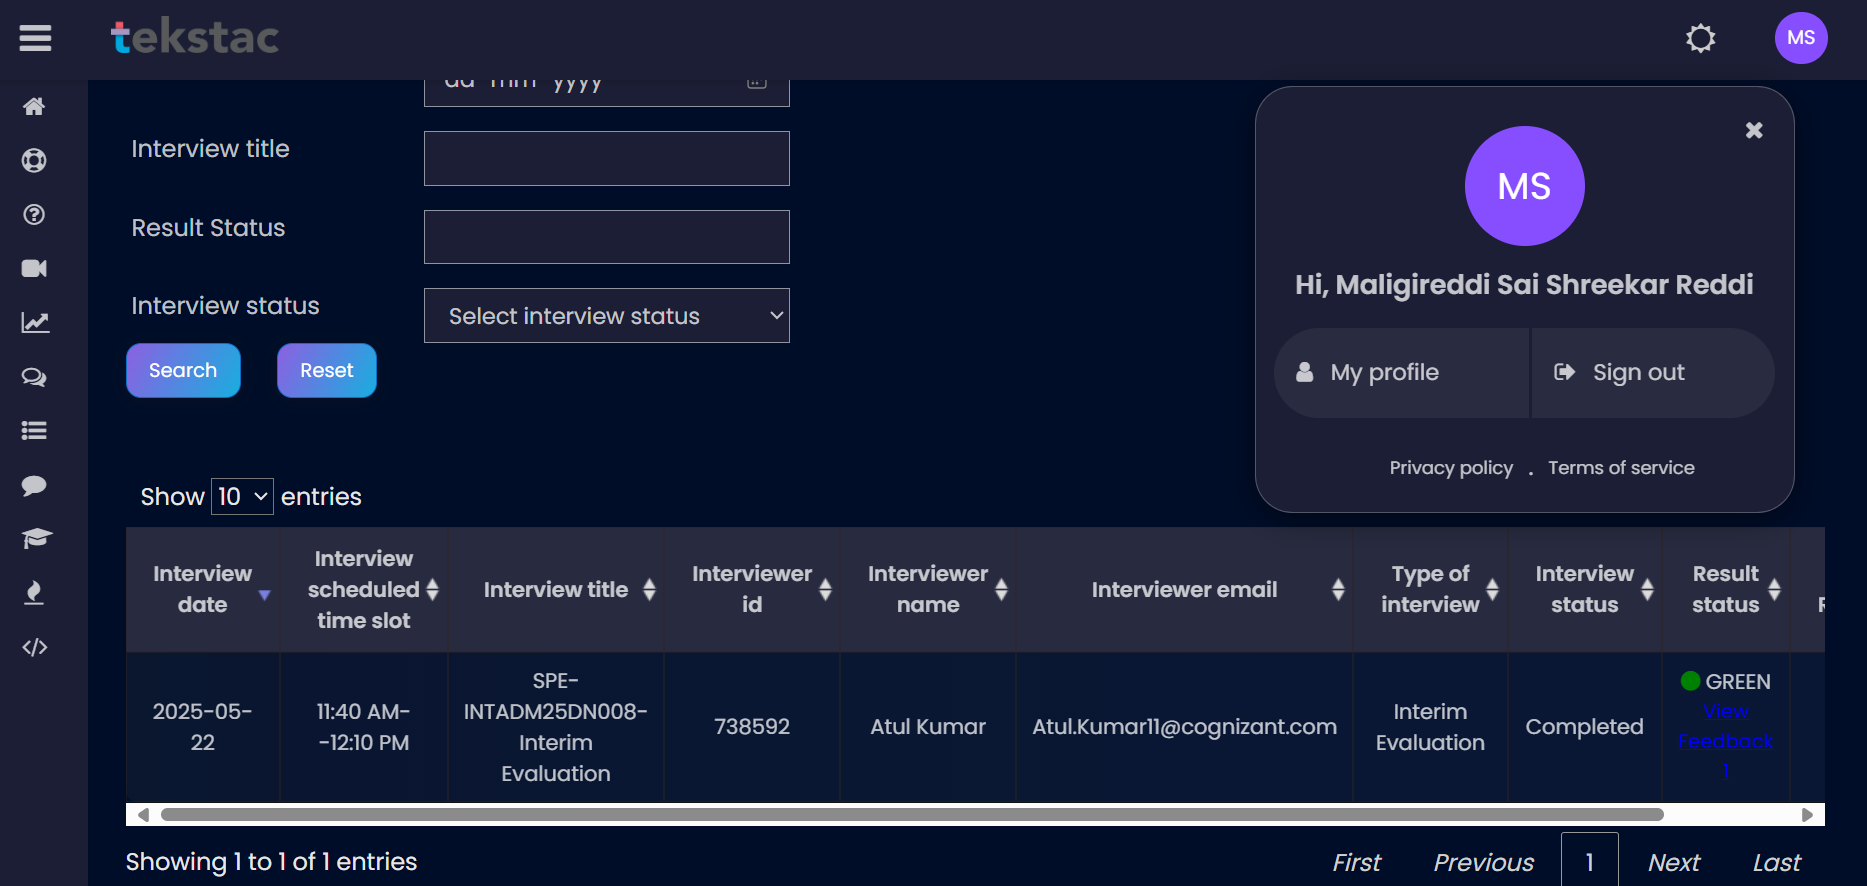 tekstac
MS
dd mm yyyy
Interview title
Result Status
Interview status
Select interview status
Search
Reset
MS
Hi, Maligireddi Sai Shreekar Reddi
My profile
Sign out
Privacy policy . Terms of service
Show 10 entries
Interview date
Interview scheduled time slot
Interview title
Interviewer id
Interviewer name
Interviewer email
Type of interview
Interview status
Result status
2025-05-
22
11:40 AM-
-12:10 PM
SPE-
INTADM25DN008-
Interim
Evaluation
738592
Atul Kumar
Atul.Kumar11@cognizant.com
Interim
Evaluation
Completed
GREEN
View
Feedback
1
Showing 1 to 1 of 1 entries
First
Previous
1
Next
Last